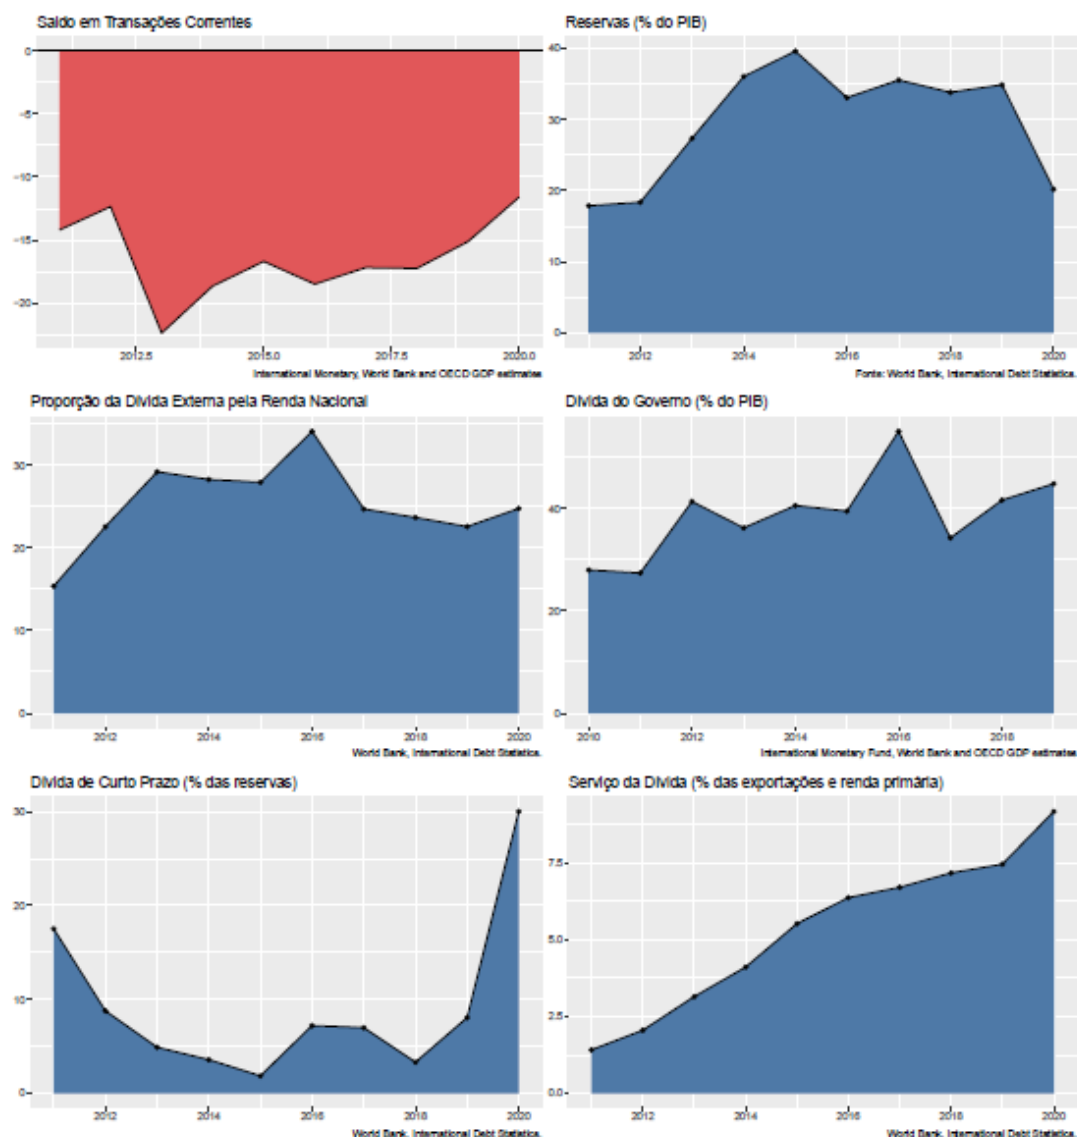 Saldo em Transações Correntes
0
-5
-10
-15
-20
2012.5 2015.0 2017.5 2020.0
International Monetary, World Bank and OECD GDP estimates
Reservas (% do PIB)
40
30
20
10
0
2012 2014 2016 2018 2020
Fonte: World Bank, International Debt Statistics.
Proporção da Dívida Externa pela Renda Nacional
30
20
10
0
2012 2014 2016 2018 2020
World Bank, International Debt Statistics.
Dívida do Governo (% do PIB)
40
20
0
2010 2012 2014 2016 2018
International Monetary Fund, World Bank and OECD GDP estimates
Dívida de Curto Prazo (% das reservas)
30
20
10
0
2012 2014 2016 2018 2020
World Bank, International Debt Statistics.
Serviço da Dívida (% das exportações e renda primária)
7.5
5.0
2.5
0.0
2012 2014 2016 2018 2020
World Bank, International Debt Statistics.